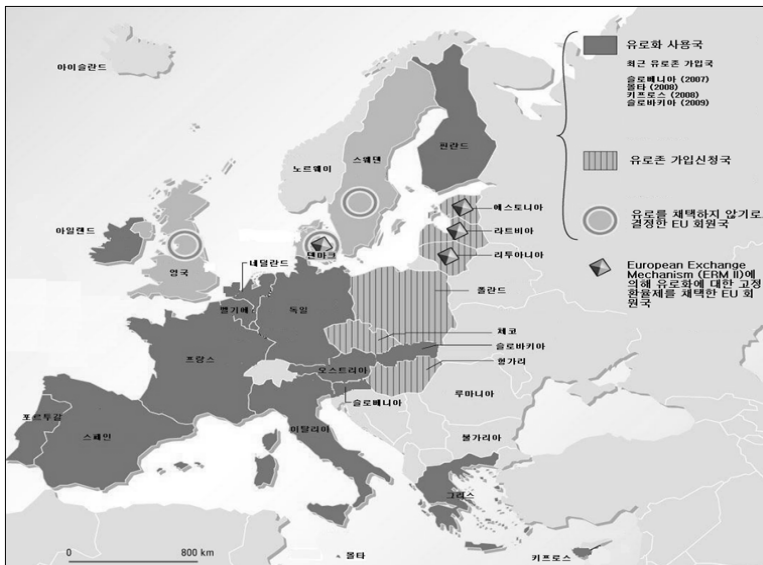 유로화 사용국
최근 유로존 가입국
슬로베니아 (2007)
몰타 (2008)
키프로스 (2008)
슬로바키아 (2009)
유로존 가입신청국
유로를 채택하지 않기로
결정한 EU 회원국
European Exchange
Mechanism (ERM II)에
의해 유로화에 대한 고정
환율제를 채택한 EU 회
원국
아이슬란드
핀란드
스웨덴
노르웨이
에스토니아
라트비아
리투아니아
아일랜드
영국
덴마크
네덜란드
벨기에
독일
폴란드
체코
슬로바키아
헝가리
프랑스
오스트리아
슬로베니아
루마니아
불가리아
포르투갈
스페인
이탈리아
그리스
몰타
키프로스
0 800 km